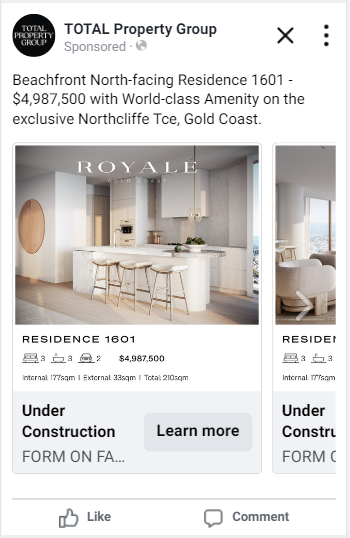 TOTAL
PROPERTY
GROUP
TOTAL Property Group
Sponsored ·
Beachfront North-facing Residence 1601 -
$4,987,500 with World-class Amenity on the
exclusive Northcliffe Tce, Gold Coast.
ROYALE
GOLD COAST
RESIDENCE 1601
3 3 2 $4,987,500
Internal: 177sqm | External: 33sqm | Total: 210sqm
Under
Construction
FORM ON FA...
Learn more
RESIDEN
3 3
Internal: 177sqm
Under
Constru
FORM O
Like
Comment